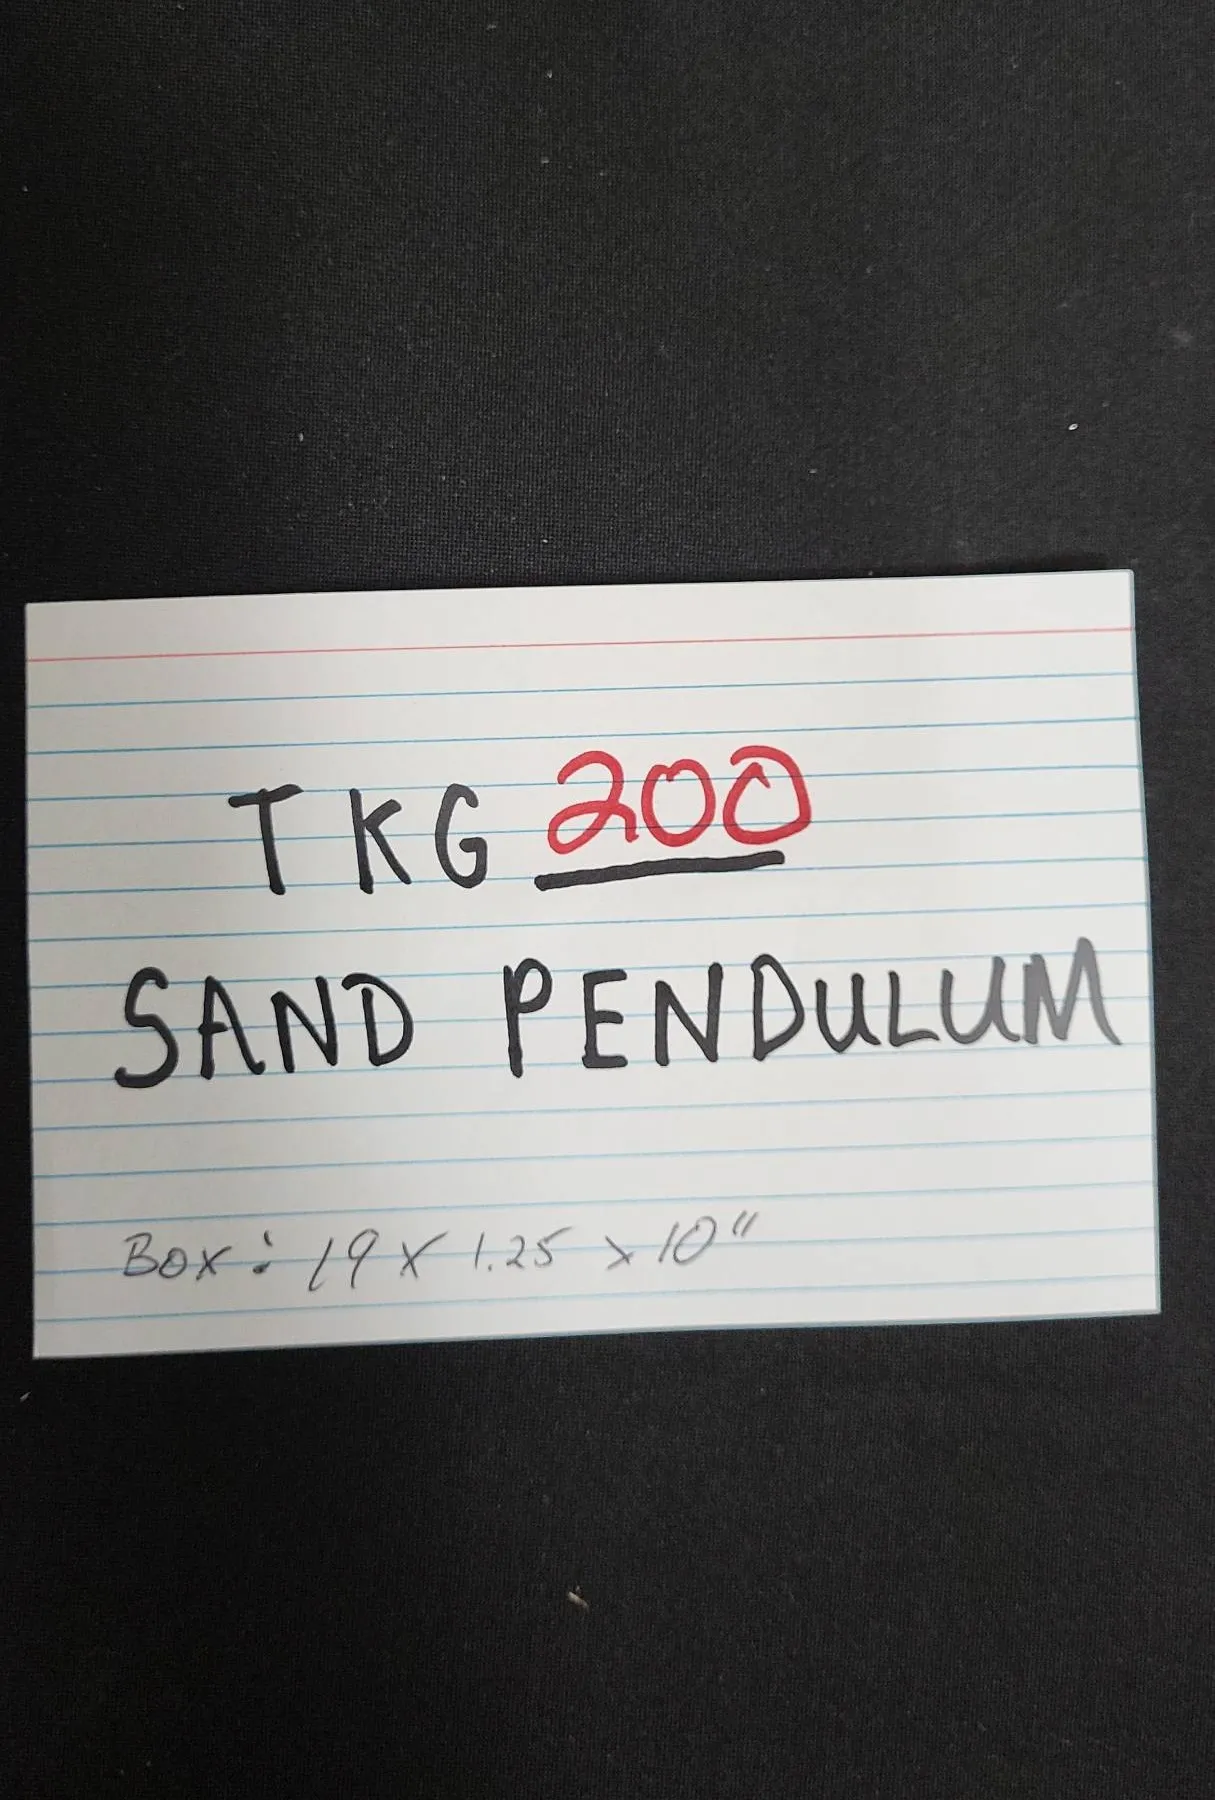 TKG 200
SAND PENDULUM
Box: 19 x 1.25 x 10"